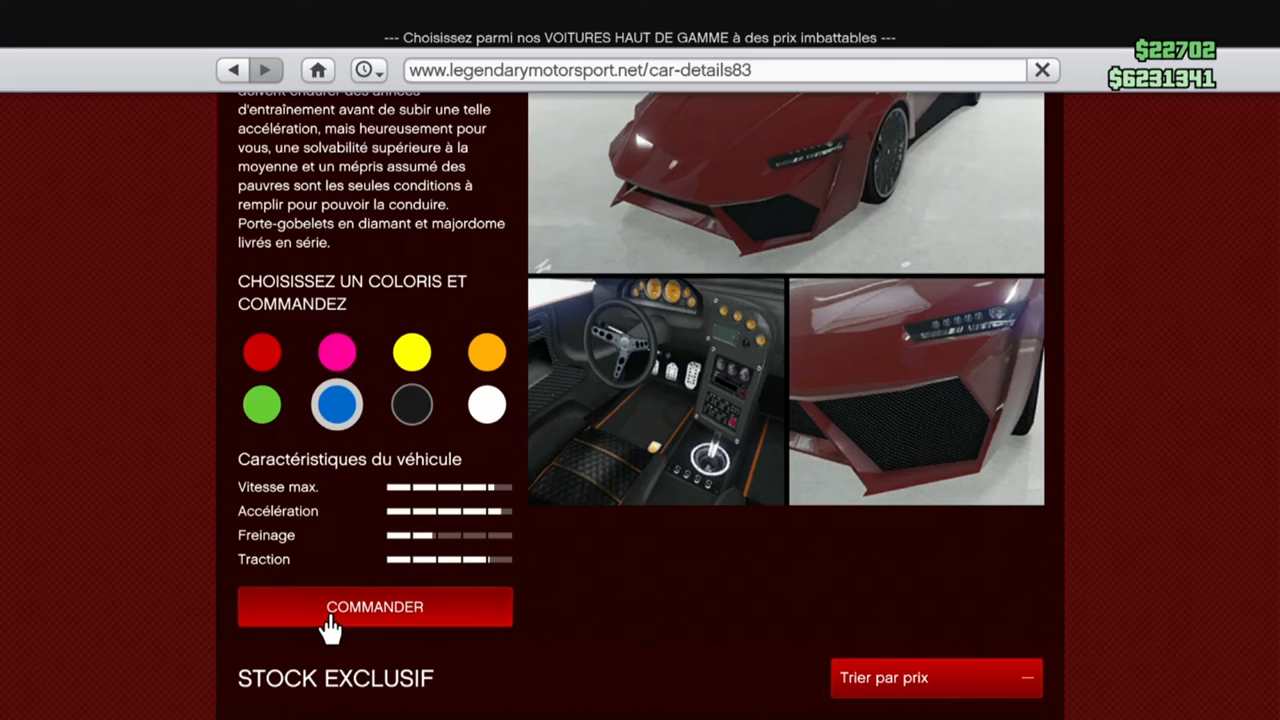 --- Choisissez parmi nos VOITURES HAUT DE GAMME à des prix imbattables ---
$22702
www.legendarymotorsport.net/car-details83
$6231341
doivent endurer des années
d'entraînement avant de subir une telle
accélération, mais heureusement pour
vous, une solvabilité supérieure à la
moyenne et un mépris assumé des
pauvres sont les seules conditions à
remplir pour pouvoir la conduire.
Porte-gobelets en diamant et majordome
livrés en série.
CHOISISSEZ UN COLORIS ET
COMMANDEZ
Caractéristiques du véhicule
Vitesse max.
Accélération
Freinage
Traction
COMMANDER
STOCK EXCLUSIF
Trier par prix